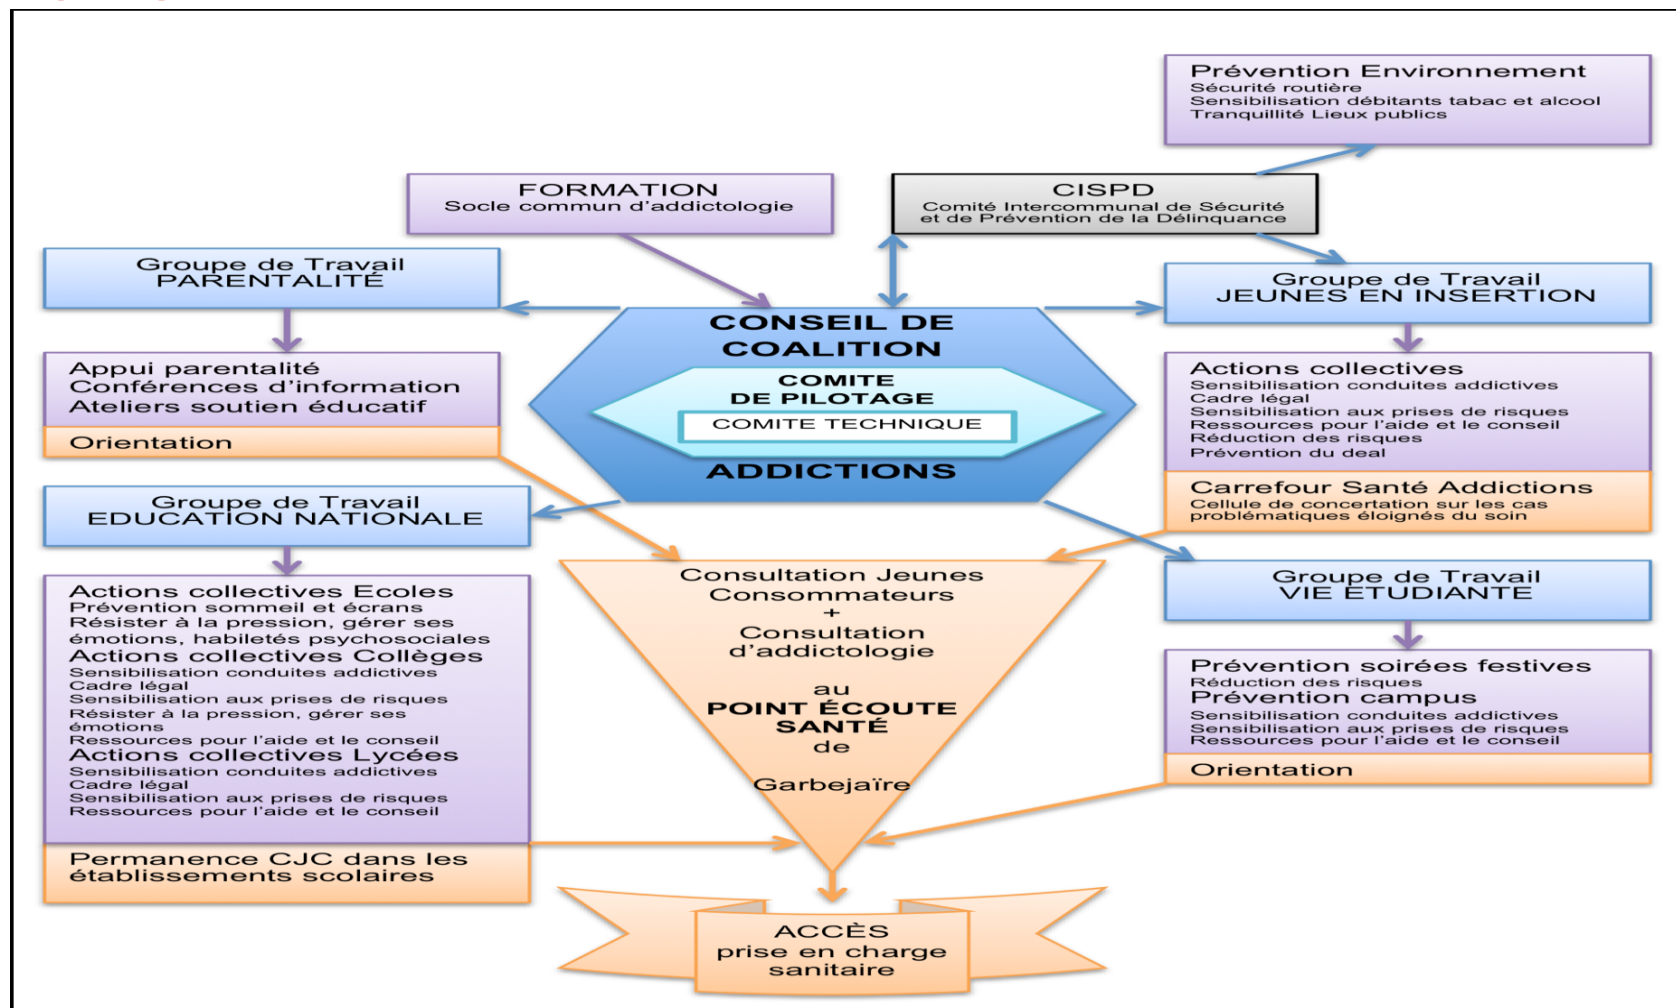 Prévention Environnement
Sécurité routière
Sensibilisation débitants tabac et alcool
Tranquillité Lieux publics
FORMATION
Socle commun d'addictologie
CISPD
Comité Intercommunal de Sécurité
et de Prévention de la Délinquance
Groupe de Travail
PARENTALITÉ
Groupe de Travail
JEUNES EN INSERTION
CONSEIL DE
COALITION
COMITE
DE PILOTAGE
COMITE TECHNIQUE
ADDICTIONS
Appui parentalité
Conférences d'information
Ateliers soutien éducatif
Orientation
Actions collectives
Sensibilisation conduites addictives
Cadre légal
Sensibilisation aux prises de risques
Ressources pour l'aide et le conseil
Réduction des risques
Prévention du deal
Carrefour Santé Addictions
Cellule de concertation sur les cas
problématiques éloignés du soin
Groupe de Travail
EDUCATION NATIONALE
Actions collectives Ecoles
Prévention sommeil et écrans
Résister à la pression, gérer ses
émotions, habiletés psychosociales
Actions collectives Collèges
Sensibilisation conduites addictives
Cadre légal
Sensibilisation aux prises de risques
Résister à la pression, gérer ses
émotions
Ressources pour l'aide et le conseil
Actions collectives Lycées
Sensibilisation conduites addictives
Cadre légal
Sensibilisation aux prises de risques
Ressources pour l'aide et le conseil
Permanence CJC dans les
établissements scolaires
Consultation Jeunes
Consommateurs
+
Consultation
d'addictologie
au
POINT ÉCOUTE
SANTÉ
de
Garbejaïre
Groupe de Travail
VIE ETUDIANTE
Prévention soirées festives
Réduction des risques
Prévention campus
Sensibilisation conduites addictives
Sensibilisation aux prises de risques
Ressources pour l'aide et le conseil
Orientation
ACCÈS
prise en charge
sanitaire